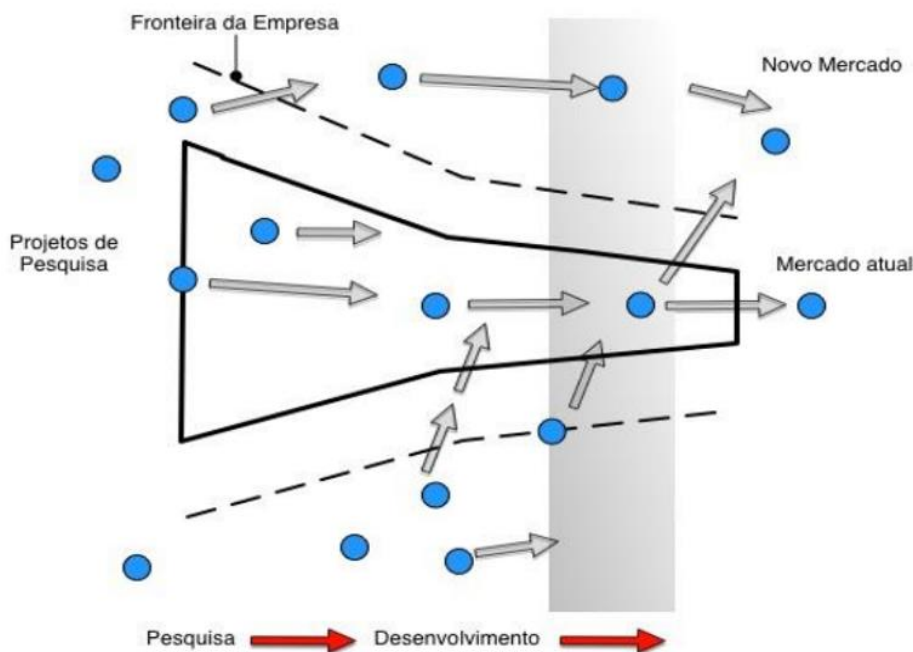 Fronteira da Empresa
Novo Mercado
Projetos de
Pesquisa
Mercado atual
Pesquisa
Desenvolvimento